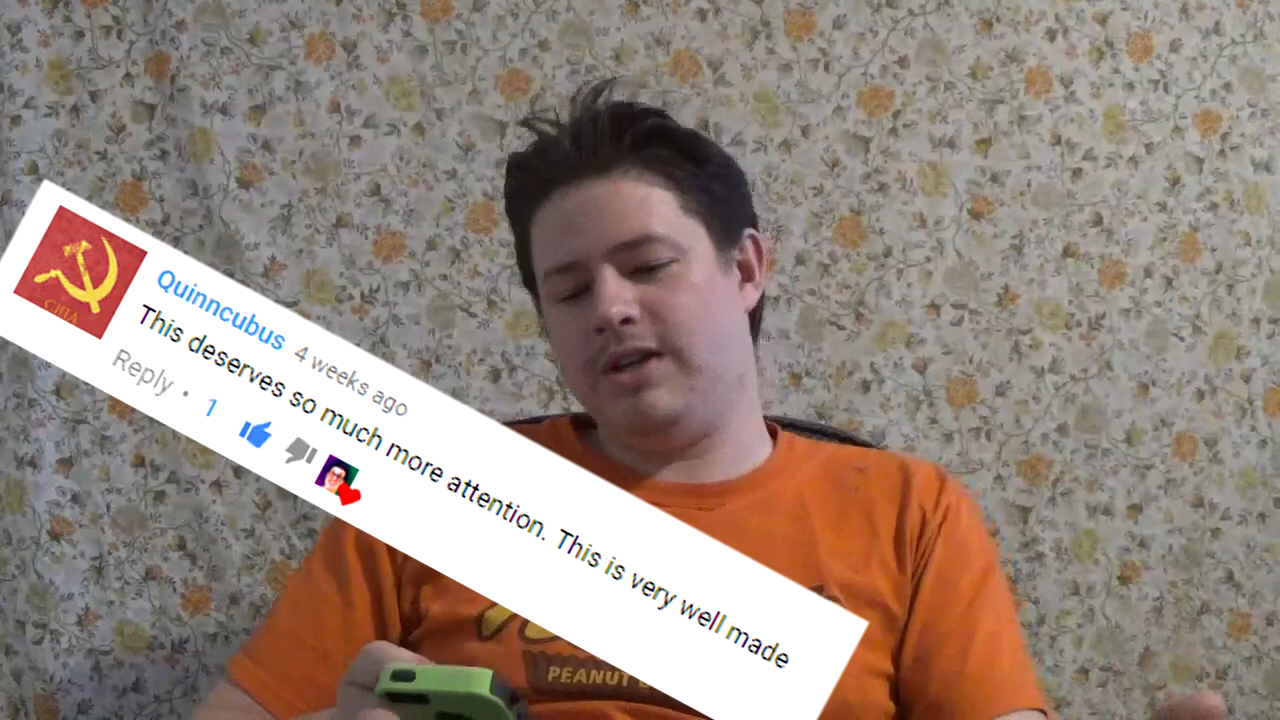 Quinncubus 4 weeks ago
This deserves so much more attention. This is very well made
Reply • 1
PEANUT